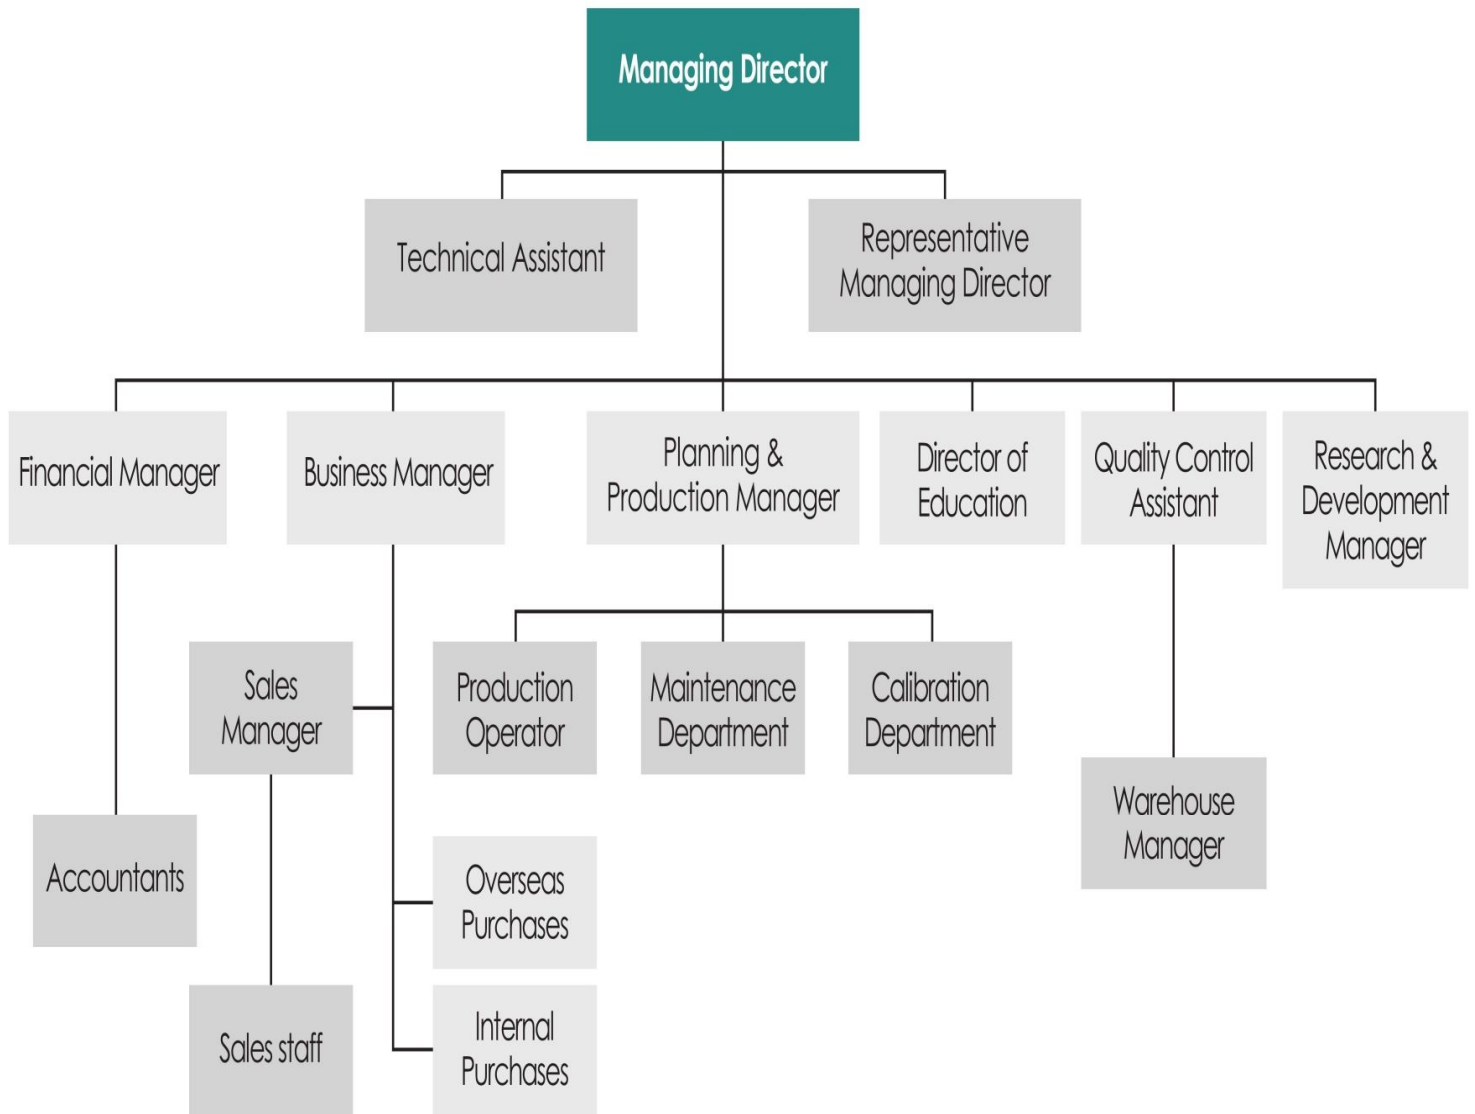 Managing Director
Technical Assistant
Representative
Managing Director
Financial Manager
Business Manager
Planning &
Production Manager
Director of
Education
Quality Control
Assistant
Research &
Development
Manager
Sales
Manager
Production
Operator
Maintenance
Department
Calibration
Department
Warehouse
Manager
Accountants
Overseas
Purchases
Sales staff
Internal
Purchases